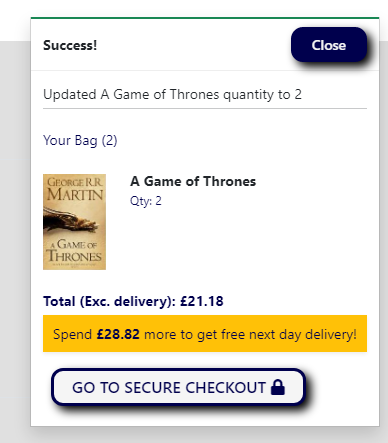 Success!
Close
Updated A Game of Thrones quantity to 2
Your Bag (2)
GEORGE R.R.
MARTIN
A GAME OF
THRONES
A Game of Thrones
Qty: 2
Total (Exc. delivery): £21.18
Spend £28.82 more to get free next day delivery!
GO TO SECURE CHECKOUT